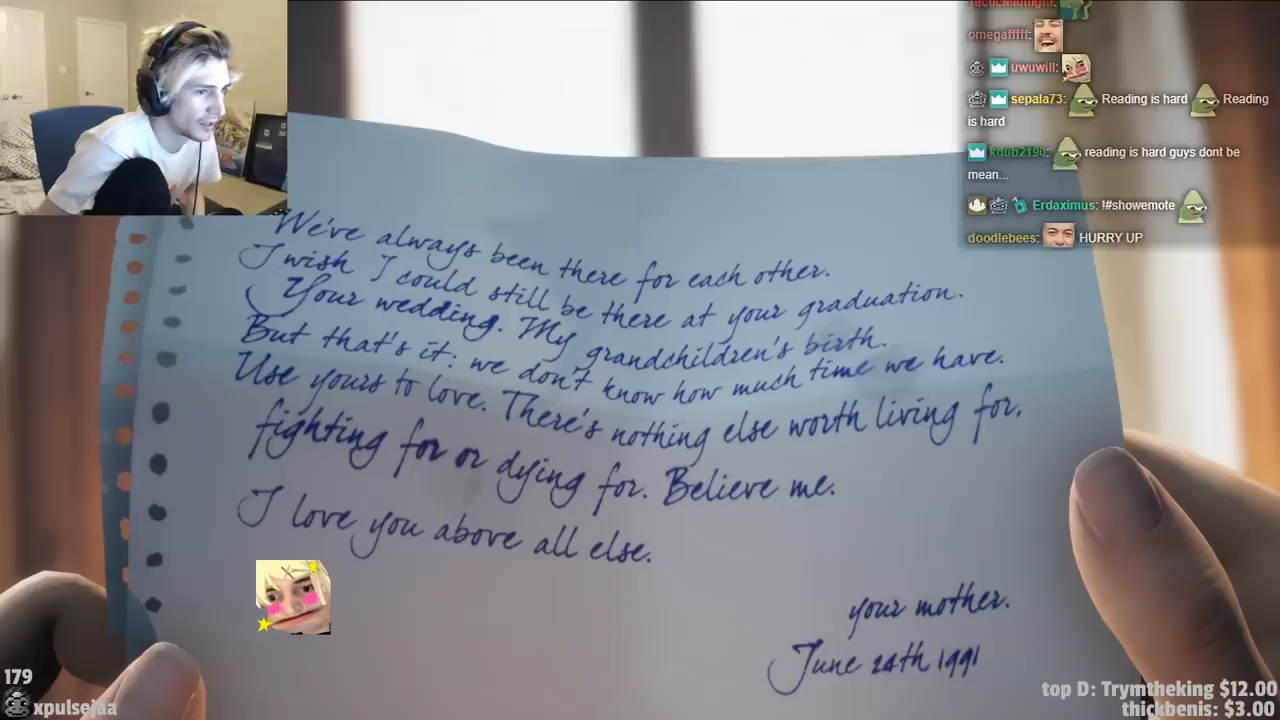 TacticMidnight:
omegafffff:
uwuwill:
sepala73: Reading is hard Reading
is hard
reading is hard guys dont be
mean...
Erdaximus: !#showemote
doodlebees: HURRY UP
We've always been there for each other.
I wish I could still be there at your graduation.
Your wedding. My grandchildren's birth.
But that's it: we don't know how much time we have.
Use yours to love. There's nothing else worth living for,
fighting for or dying for. Believe me.
I love you above all else.
your mother.
June 24th 1991
179
xpulsejaa
top D: Trymtheking $12.00
thickbenis: $3.00